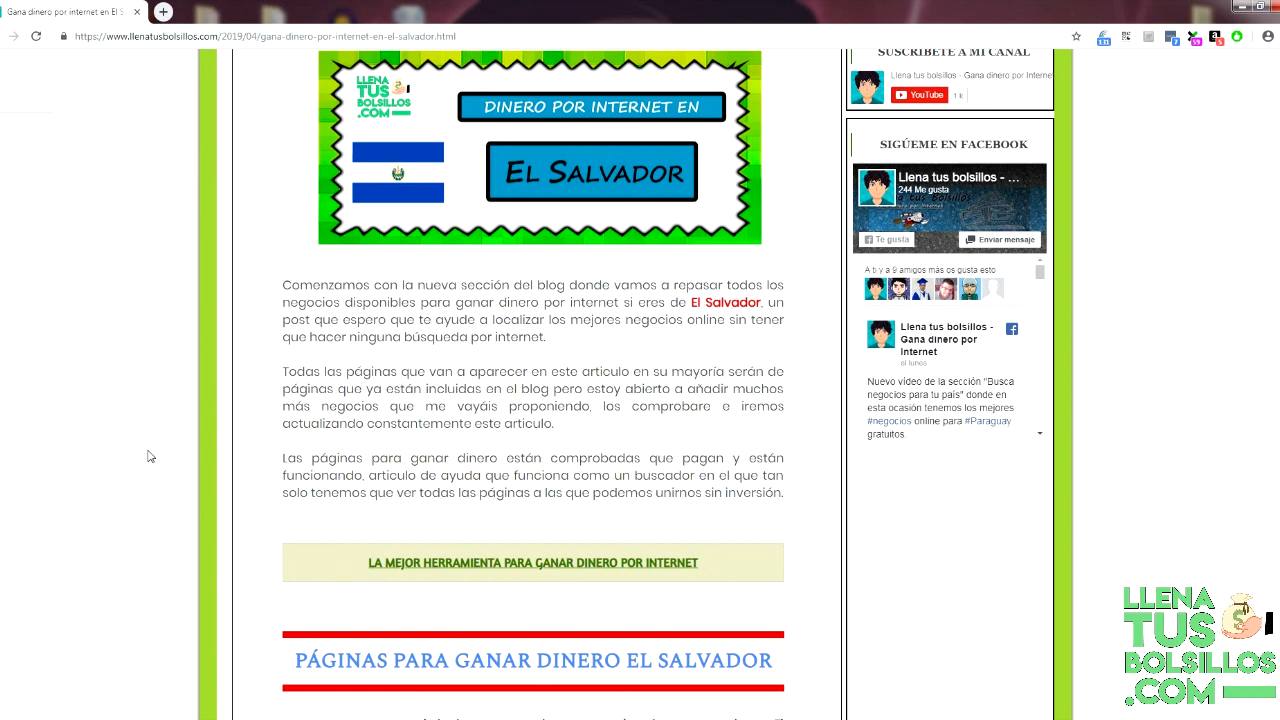 Gana dinero por internet en El S
https://www.llenatusbolsillos.com/2019/04/gana-dinero-por-internet-en-el-salvador.html
LLENA
TUS
BOLSILLOS
.COM
DINERO POR INTERNET EN
EL SALVADOR
Comenzamos con la nueva sección del blog donde vamos a repasar todos los
negocios disponibles para ganar dinero por internet si eres de El Salvador, un
post que espero que te ayude a localizar los mejores negocios online sin tener
que hacer ninguna búsqueda por internet.
Todas las páginas que van a aparecer en este articulo en su mayoría serán de
páginas que ya están incluidas en el blog pero estoy abierto a añadir muchos
más negocios que me vayáis proponiendo, los comprobare e iremos
actualizando constantemente este articulo.
Las páginas para ganar dinero están comprobadas que pagan y están
funcionando, articulo de ayuda que funciona como un buscador en el que tan
solo tenemos que ver todas las páginas a las que podemos unirnos sin inversión.
LA MEJOR HERRAMIENTA PARA GANAR DINERO POR INTERNET
PÁGINAS PARA GANAR DINERO EL SALVADOR
SUSCRIBETE A MI CANAL
Llena tus bolsillos - Gana dinero por Interne
YouTube
1 k
SIGÚEME EN FACEBOOK
Llena tus bolsillos - ...
244 Me gusta
Te gusta
Enviar mensaje
A ti y a 9 amigos más os gusta esto
Llena tus bolsillos -
Gana dinero por
Internet
el lunes
Nuevo vídeo de la sección "Busca
negocios para tu país" donde en
esta ocasión tenemos los mejores
#negocios online para #Paraguay
gratuitos
LLENA
TUS
BOLSILLOS
.COM